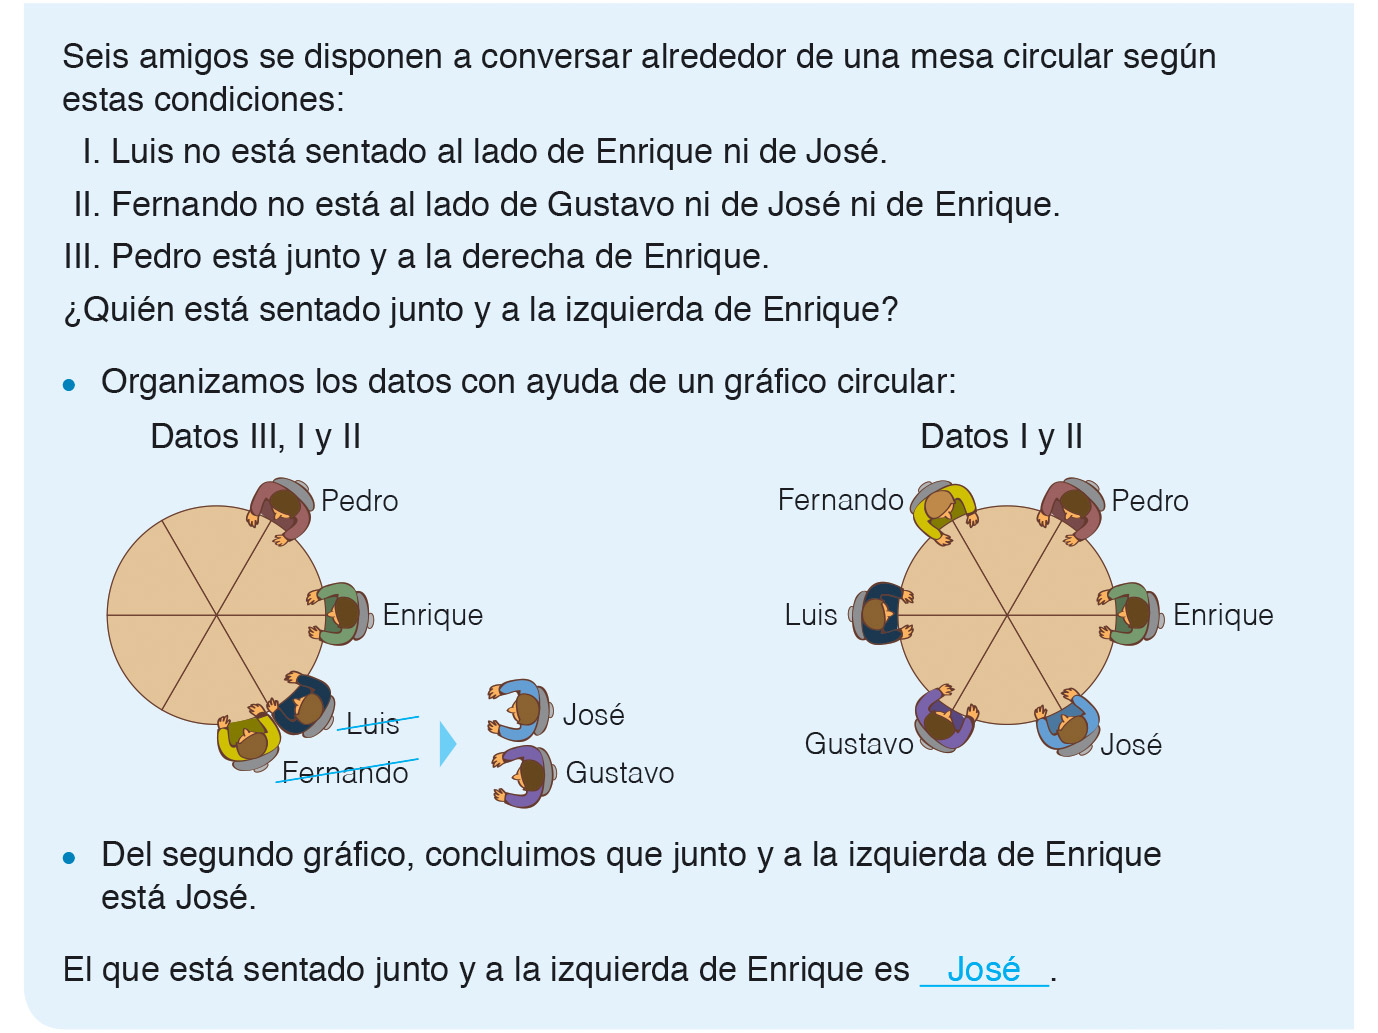 Seis amigos se disponen a conversar alrededor de una mesa circular según
estas condiciones:
I. Luis no está sentado al lado de Enrique ni de José.
II. Fernando no está al lado de Gustavo ni de José ni de Enrique.
III. Pedro está junto y a la derecha de Enrique.
¿Quién está sentado junto y a la izquierda de Enrique?
• Organizamos los datos con ayuda de un gráfico circular:
Datos III, I y II
Pedro
Enrique
Luis
Fernando
José
Gustavo
Datos I y II
Fernando
Pedro
Luis
Enrique
Gustavo
José
• Del segundo gráfico, concluimos que junto y a la izquierda de Enrique
está José.
El que está sentado junto y a la izquierda de Enrique es José.